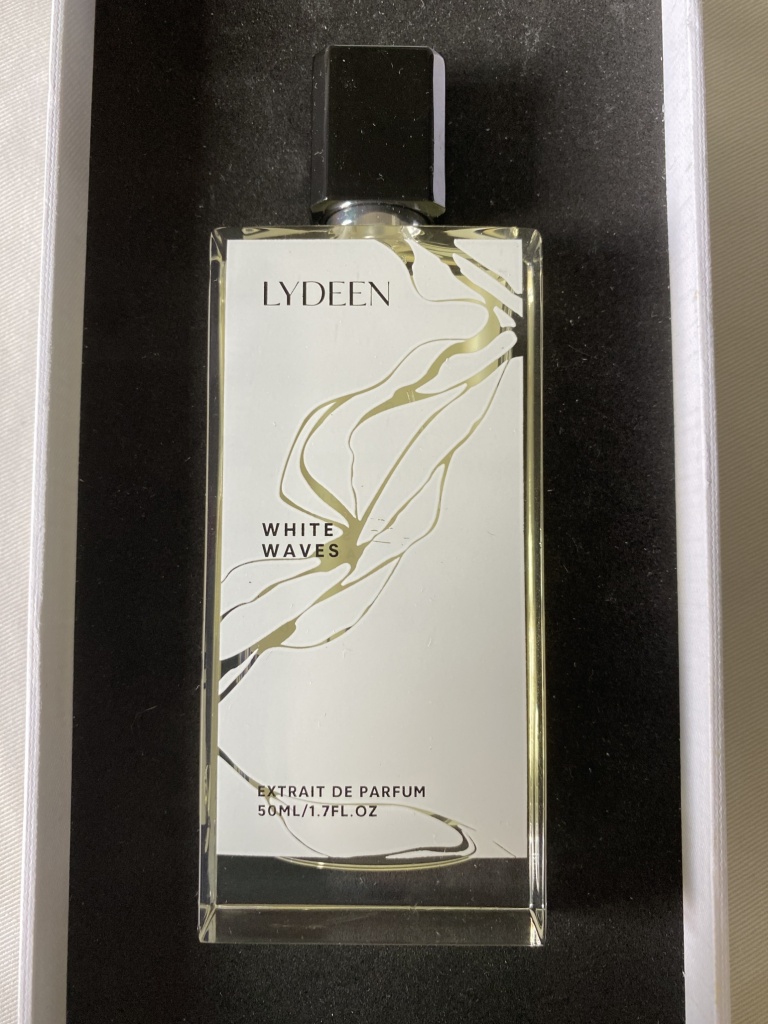 LYDEEN
WHITE
WAVES
EXTRAIT DE PARFUM
50ML/1.7FL.OZ